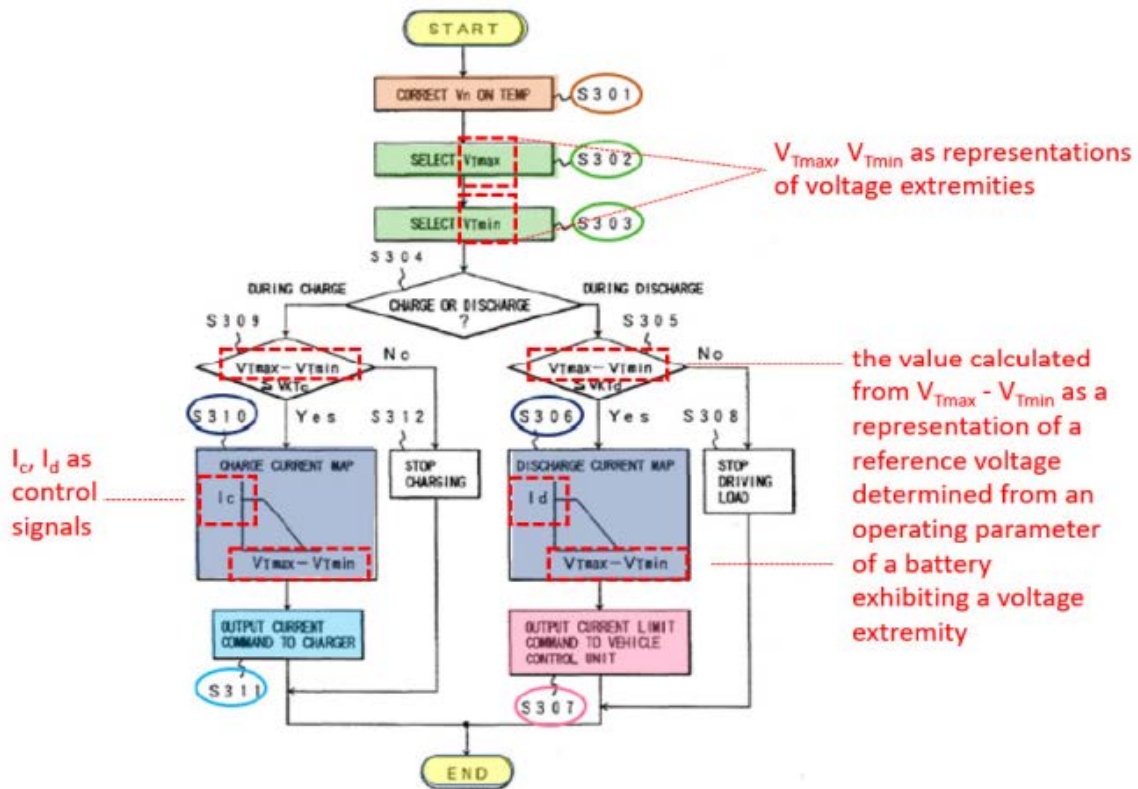 START
CORRECT Vn ON TEMP
S301
SELECT VTmax
S302
SELECT VTmin
S303
VTmax, VTmin as representations
of voltage extremities
S304
DURING CHARGE
DURING DISCHARGE
CHARGE OR DISCHARGE
?
S309
VTmax-VTmin
≧VKTc
No
Yes
S305
VTmax-VTmin
≧VKTd
No
Yes
S310
S312
S306
S308
CHARGE CURRENT MAP
Ic
VTmax-VTmin
STOP
CHARGING
DISCHARGE CURRENT MAP
Id
VTmax-VTmin
STOP
DRIVING
LOAD
Ic, Id as
control
signals
the value calculated
from VTmax - VTmin as a
representation of a
reference voltage
determined from an
operating parameter
of a battery
exhibiting a voltage
extremity
OUTPUT CURRENT
COMMAND TO CHARGER
S311
OUTPUT CURRENT LIMIT
COMMAND TO VEHICLE
CONTROL UNIT
S307
END